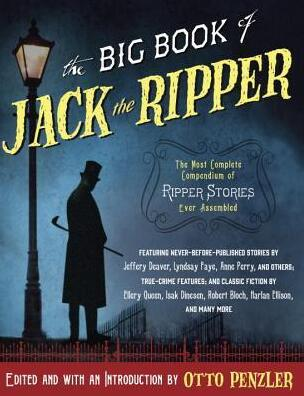 the BIG BOOK of
JACK the RIPPER
The Most Complete
Compendium of
RIPPER STORIES
Ever Assembled
FEATURING NEVER-BEFORE-PUBLISHED STORIES BY
Jeffery Deaver, Lyndsay Faye, Anne Perry, AND OTHERS;
TRUE-CRIME FEATURES; AND CLASSIC FICTION BY
Ellery Queen, Isak Dinesen, Robert Bloch, Harlan Ellison,
AND MANY MORE
EDITED AND WITH AN INTRODUCTION BY OTTO PENZLER